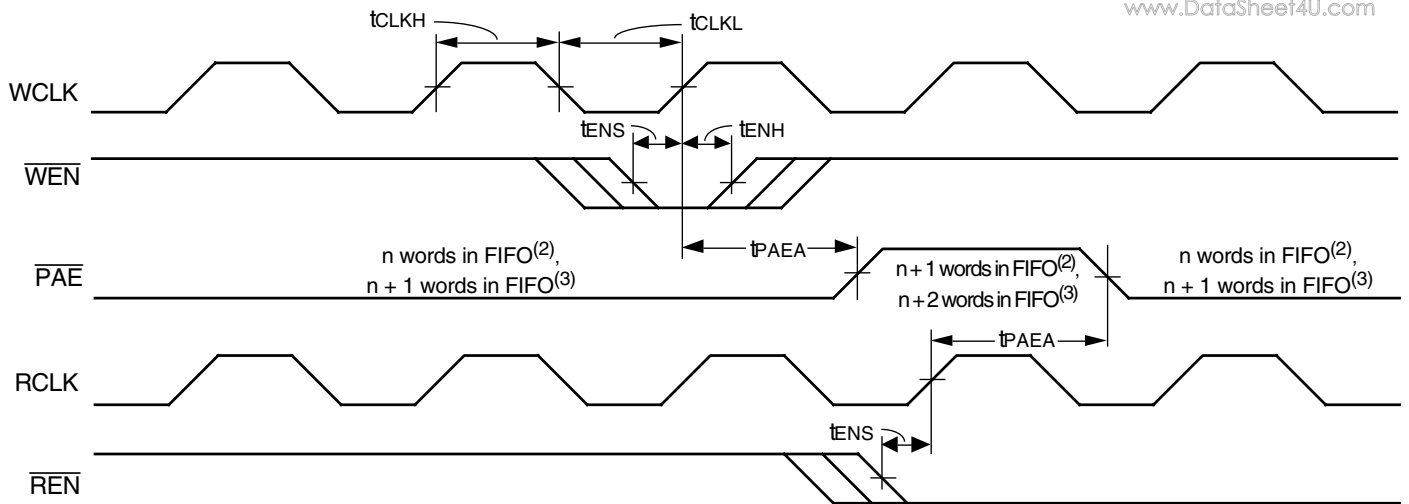 www.DataSheet4U.com
tCLKH
tCLKL
WCLK
tENS
tENH
WEN
tPAEA
PAE
n words in FIFO(2),
n + 1 words in FIFO(3)
n + 1 words in FIFO(2),
n + 2 words in FIFO(3)
n words in FIFO(2),
n + 1 words in FIFO(3)
tPAEA
RCLK
tENS
REN